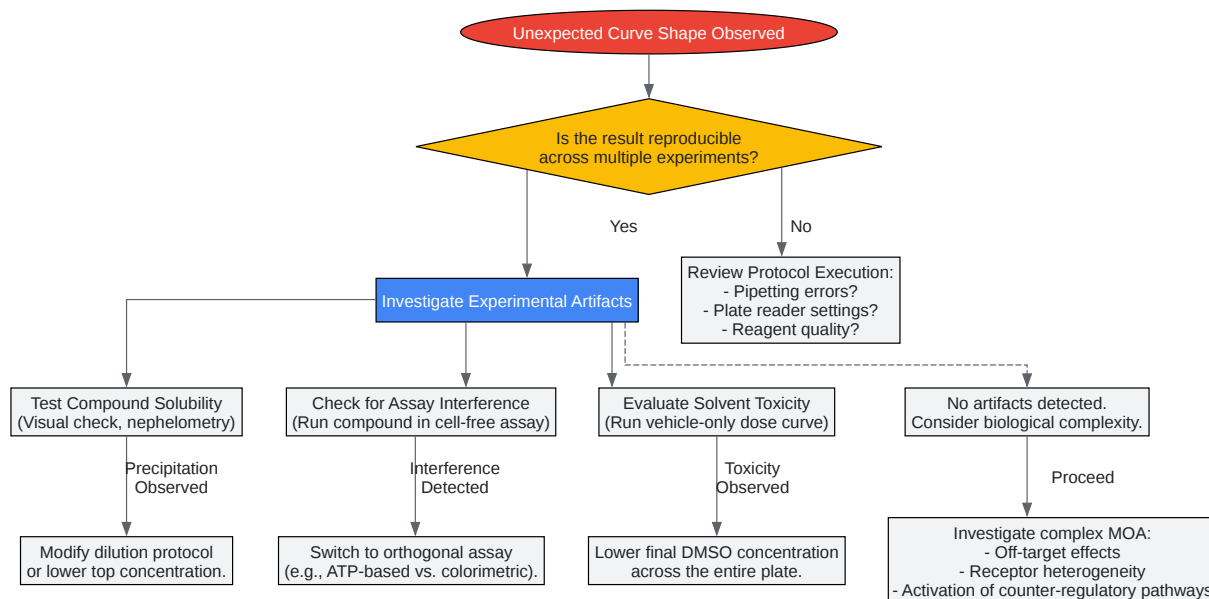 Unexpected Curve Shape Observed
Is the result reproducible
across multiple experiments?
Yes
No
Review Protocol Execution:
- Pipetting errors?
- Plate reader settings?
- Reagent quality?
Investigate Experimental Artifacts
Test Compound Solubility
(Visual check, nephelometry)
Check for Assay Interference
(Run compound in cell-free assay)
Evaluate Solvent Toxicity
(Run vehicle-only dose curve)
No artifacts detected.
Consider biological complexity.
Precipitation
Observed
Interference
Detected
Toxicity
Observed
Proceed
Modify dilution protocol
or lower top concentration.
Switch to orthogonal assay
(e.g., ATP-based vs. colorimetric).
Lower final DMSO concentration
across the entire plate.
Investigate complex MOA:
- Off-target effects
- Receptor heterogeneity
- Activation of counter-regulatory pathways